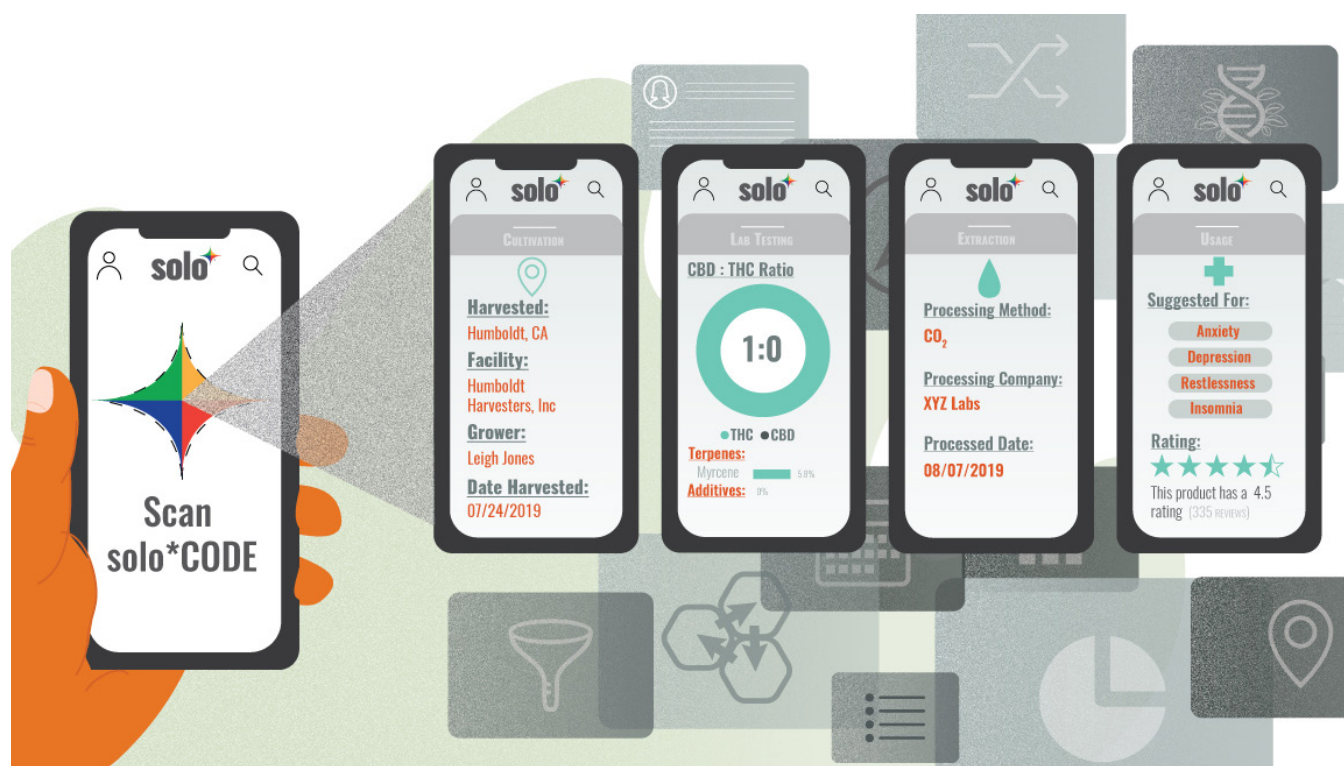 solo
Scan
solo*CODE
solo
CULTIVATION
Harvested:
Humboldt, CA
Facility:
Humboldt
Harvesters, Inc
Grower:
Leigh Jones
Date Harvested:
07/24/2019
solo
LAB TESTING
CBD : THC Ratio
1:0
THC CBD
Terpenes:
Myrcene 5.8%
Additives: 0%
solo
EXTRACTION
Processing Method:
CO₂
Processing Company:
XYZ Labs
Processed Date:
08/07/2019
solo
USAGE
Suggested For:
Anxiety
Depression
Restlessness
Insomnia
Rating:
This product has a 4.5
rating (335 REVIEWS)